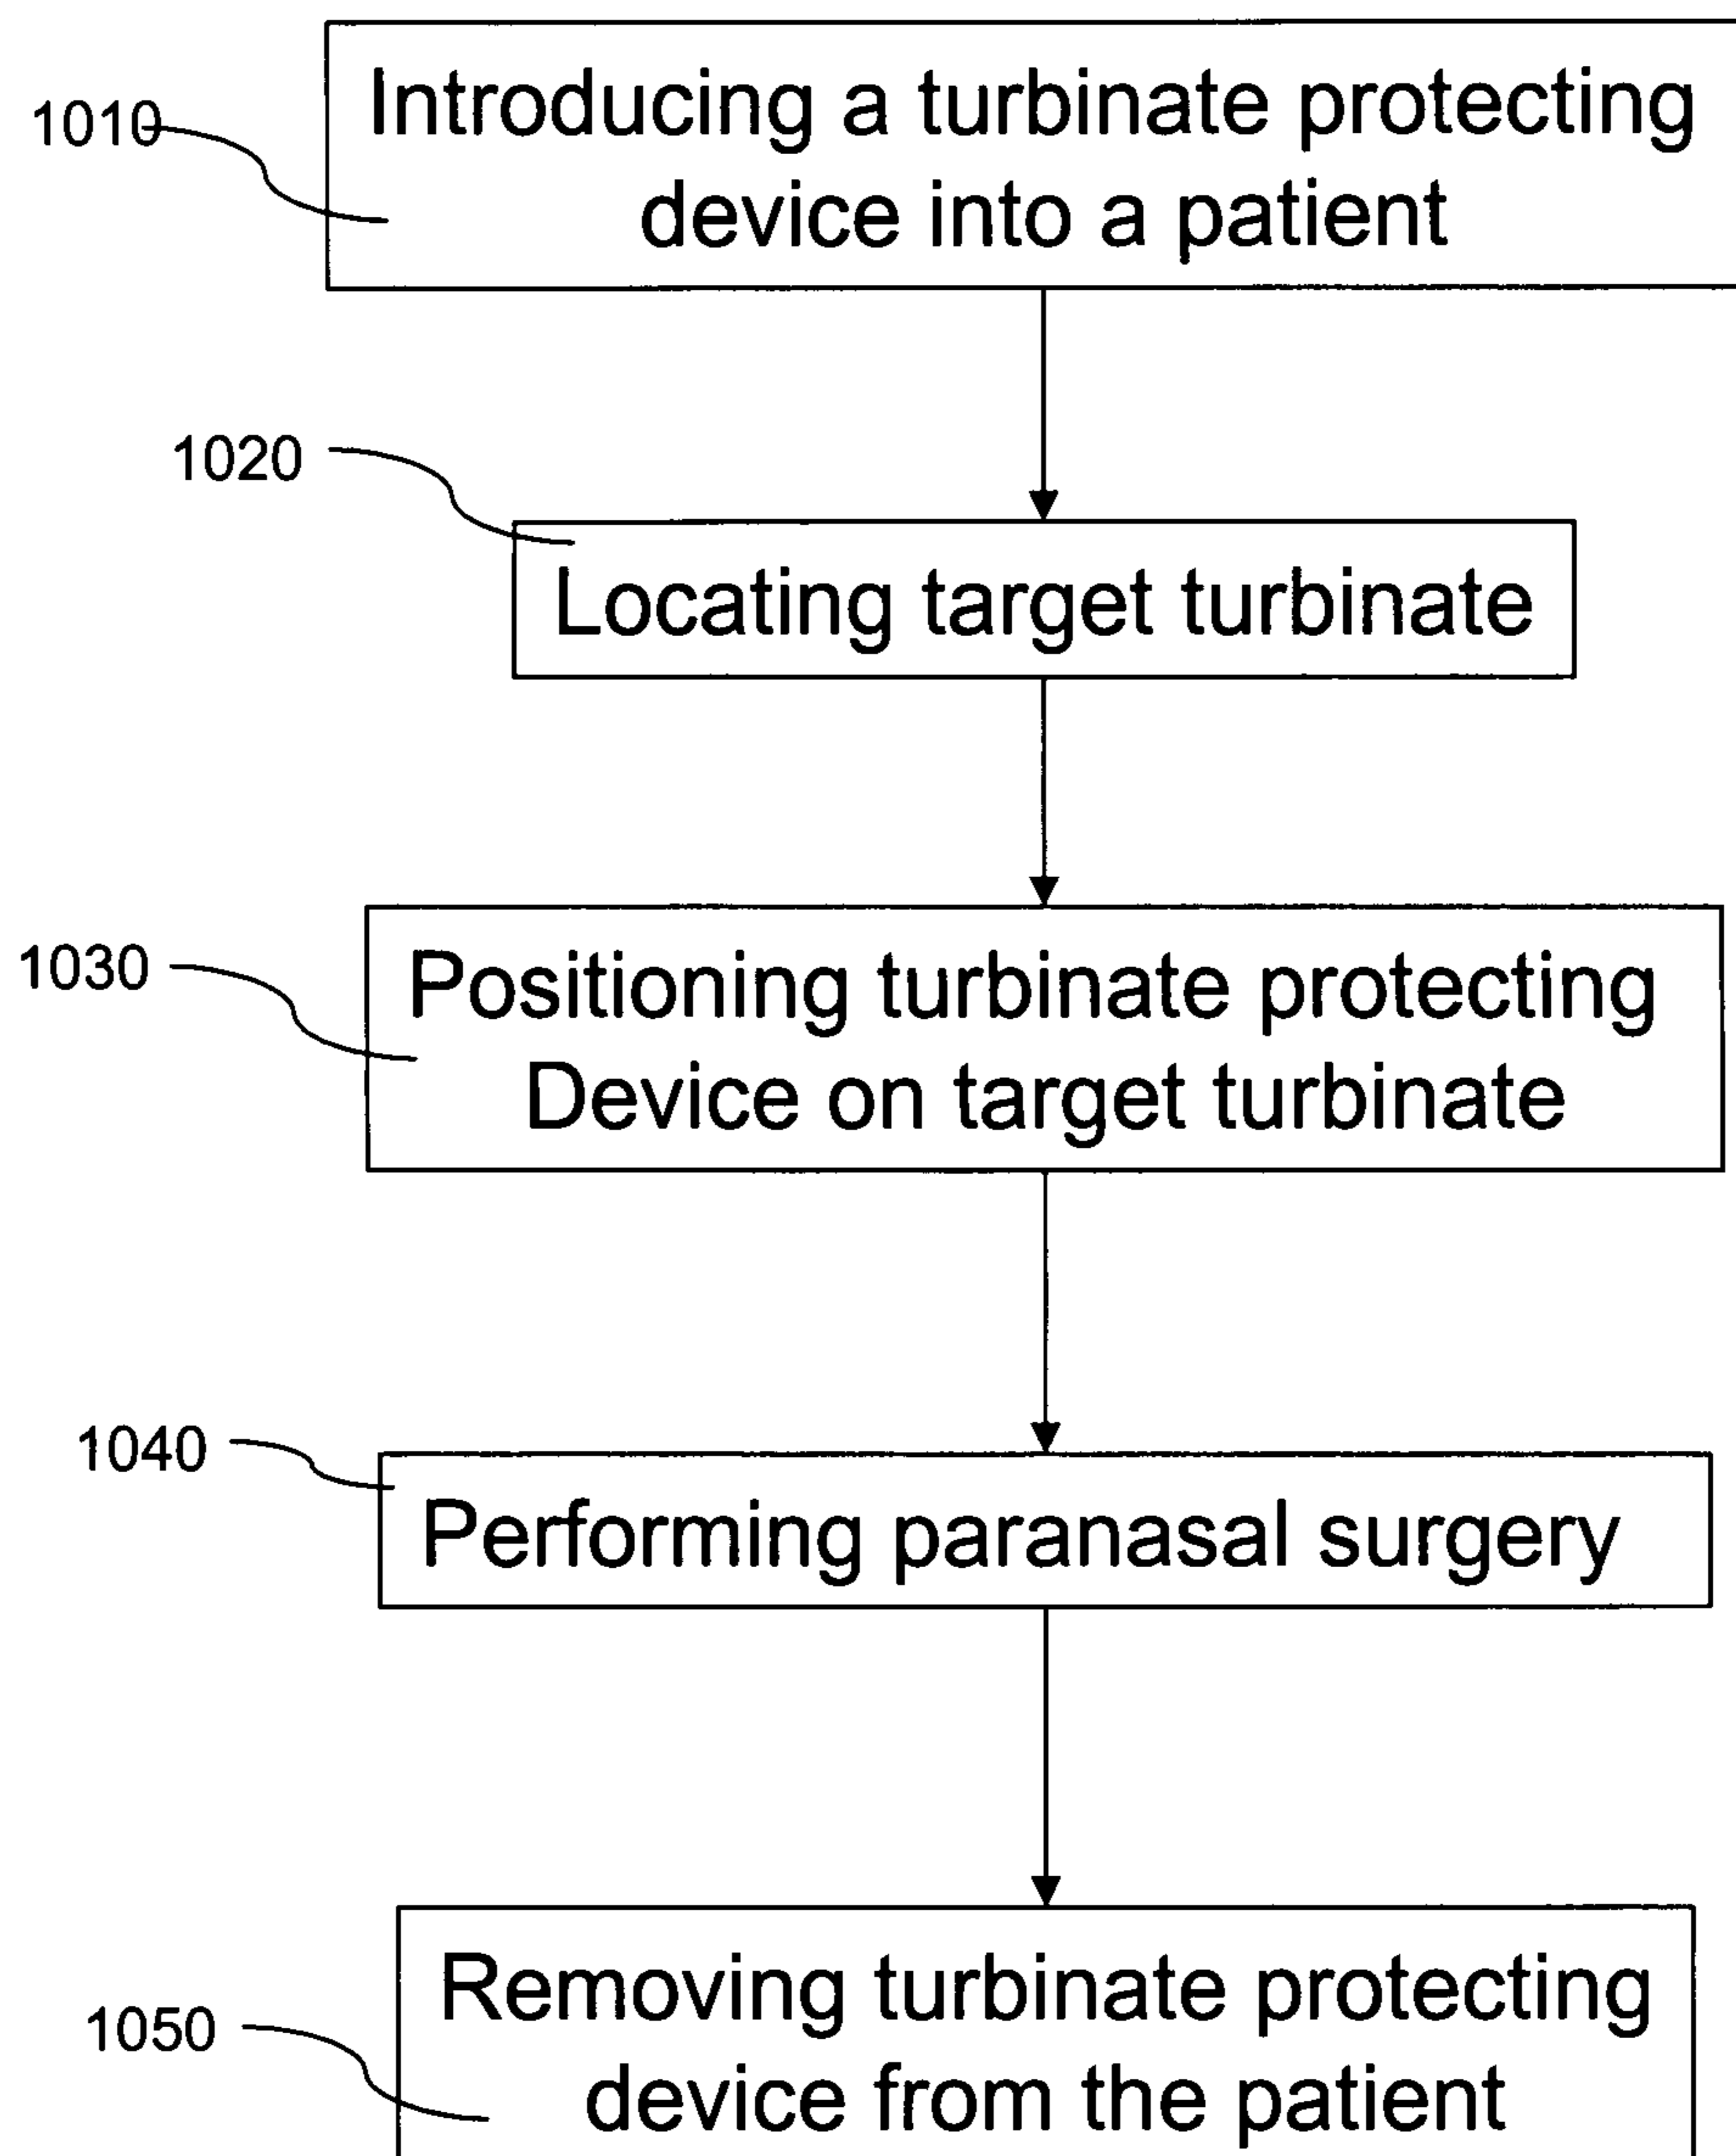 1010
Introducing a turbinate protecting
device into a patient
1020
Locating target turbinate
1030
Positioning turbinate protecting
Device on target turbinate
1040
Performing paranasal surgery
1050
Removing turbinate protecting
device from the patient